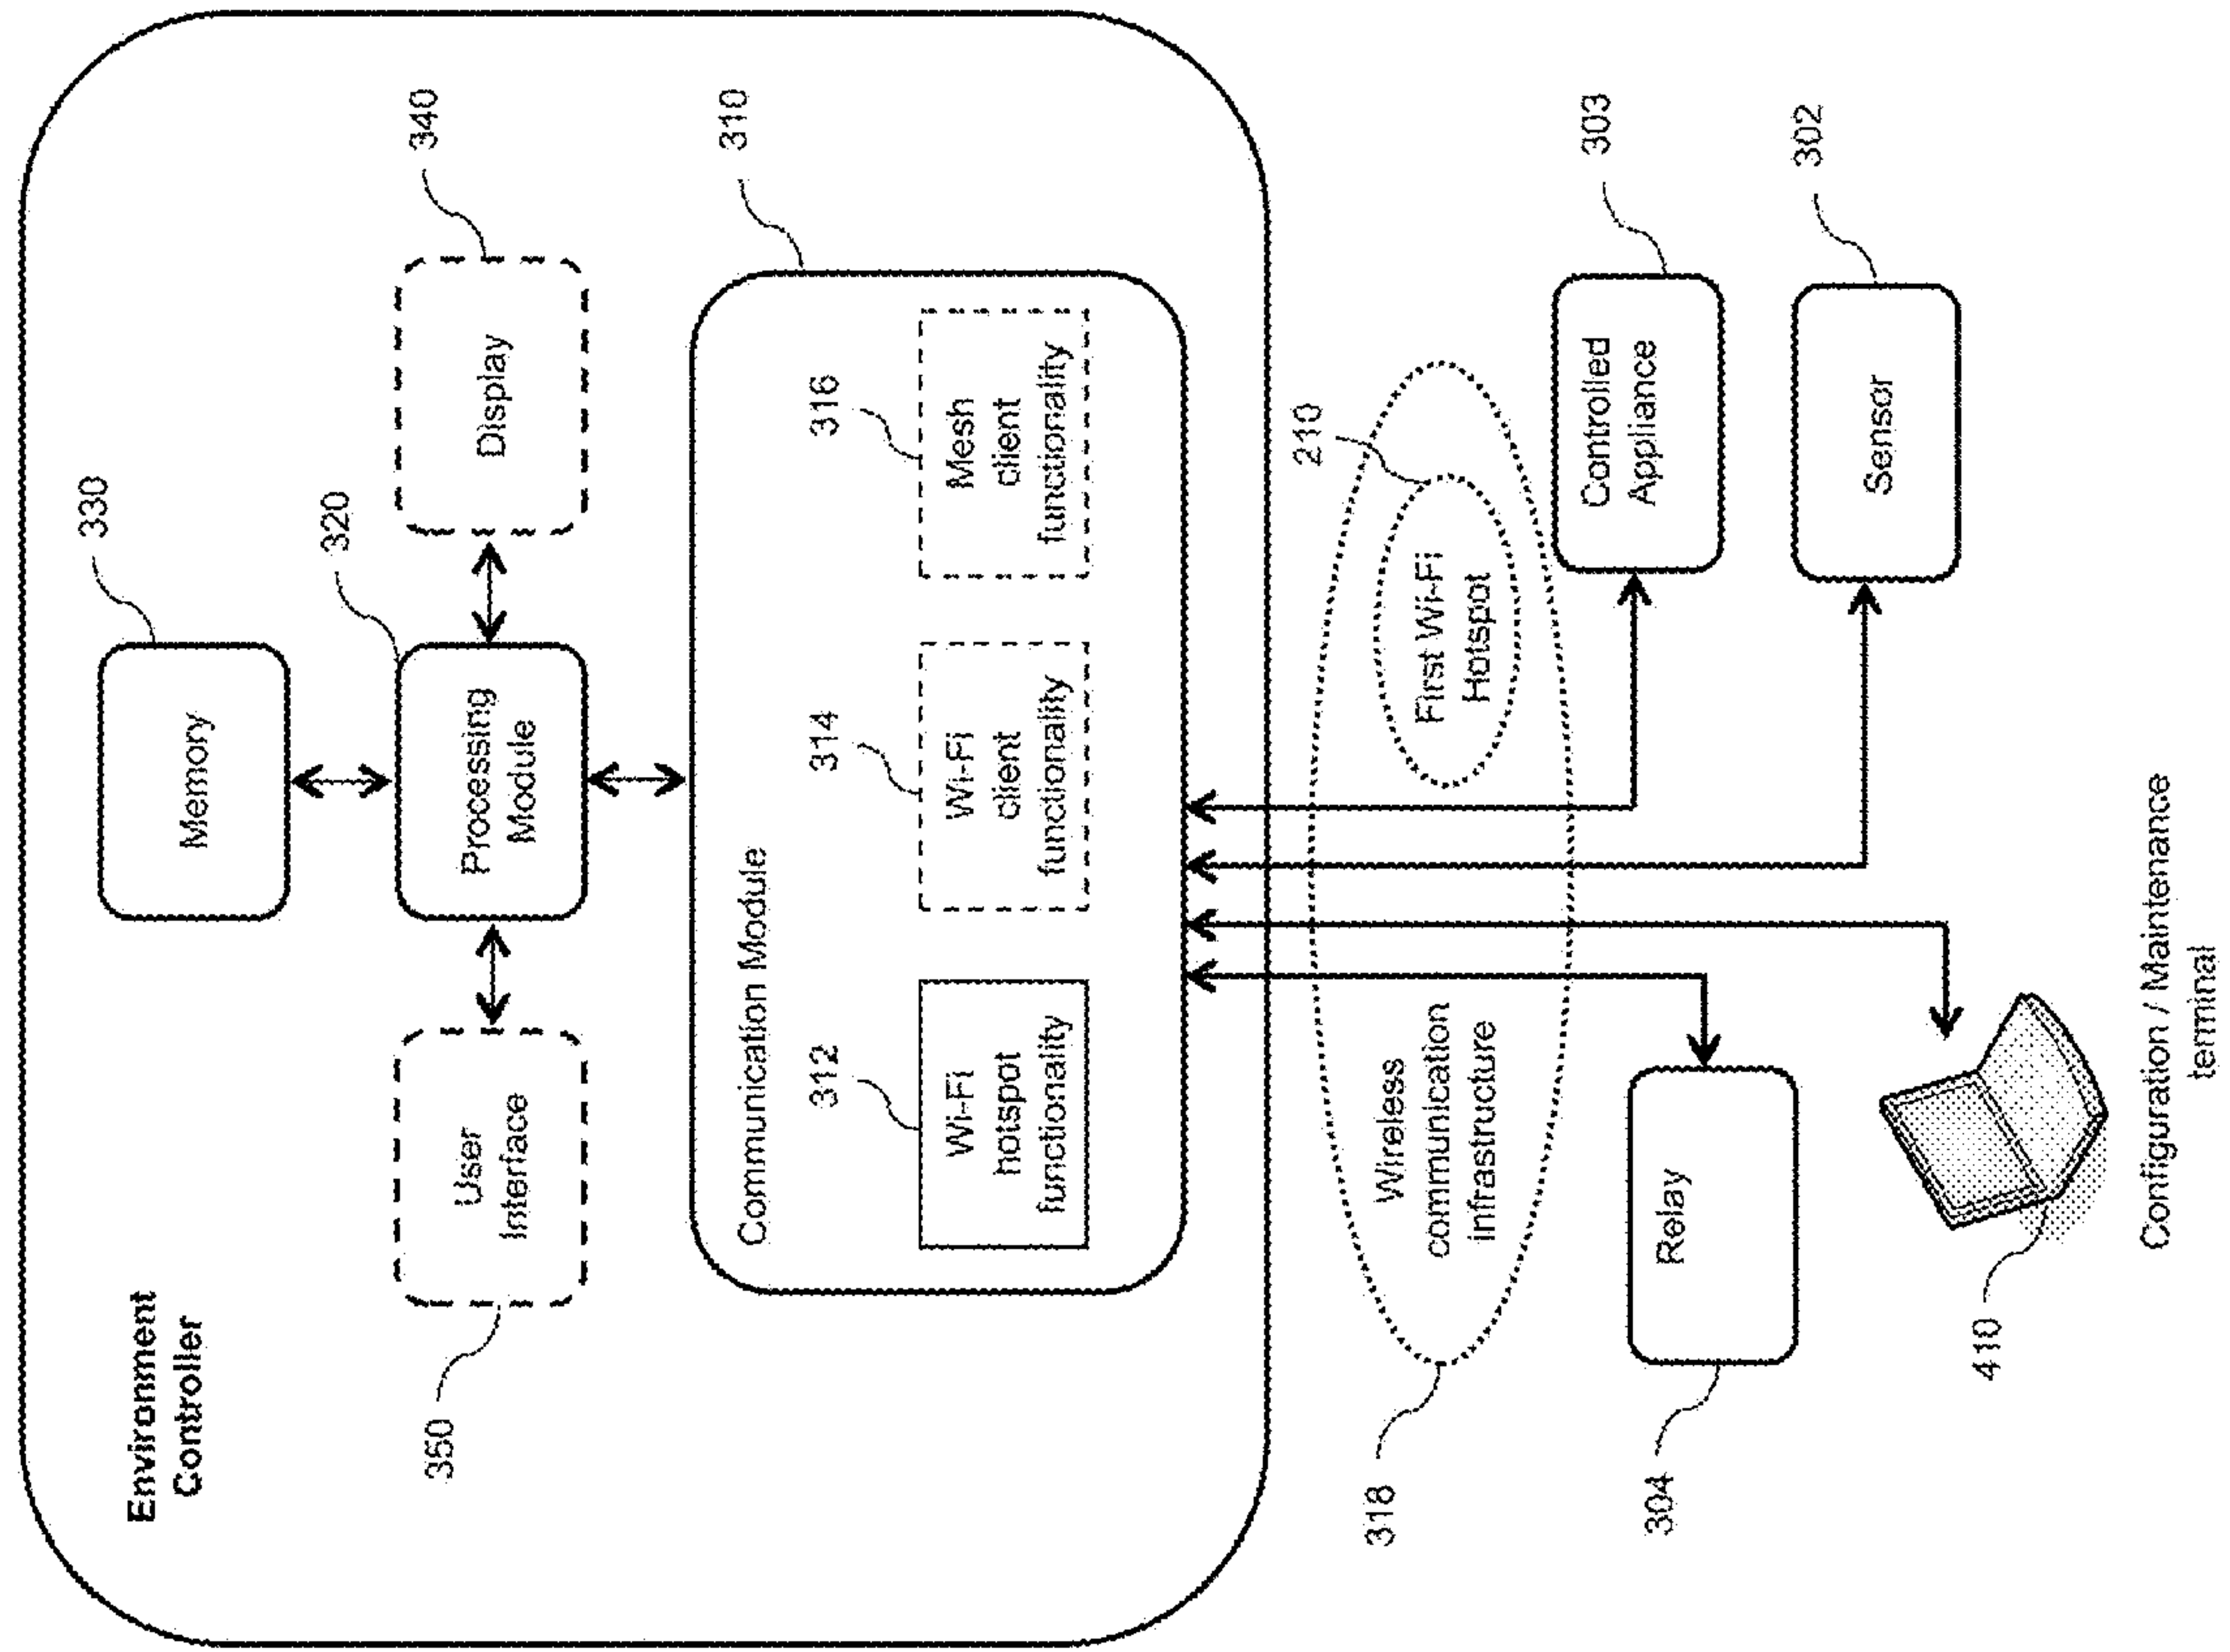 Environment
Controller
330
Memory
320
340
350
User
Interface
Processing
Module
Display
310
Communication Module
312
314
316
Wi-Fi
hotspot
functionality
Wi-Fi
client
functionality
Mesh
client
functionality
210
318
Wireless
communication
infrastructure
First Wi-Fi
Hotspot
303
Controlled
Appliance
304
Relay
302
Sensor
410
Configuration / Maintenance
terminal